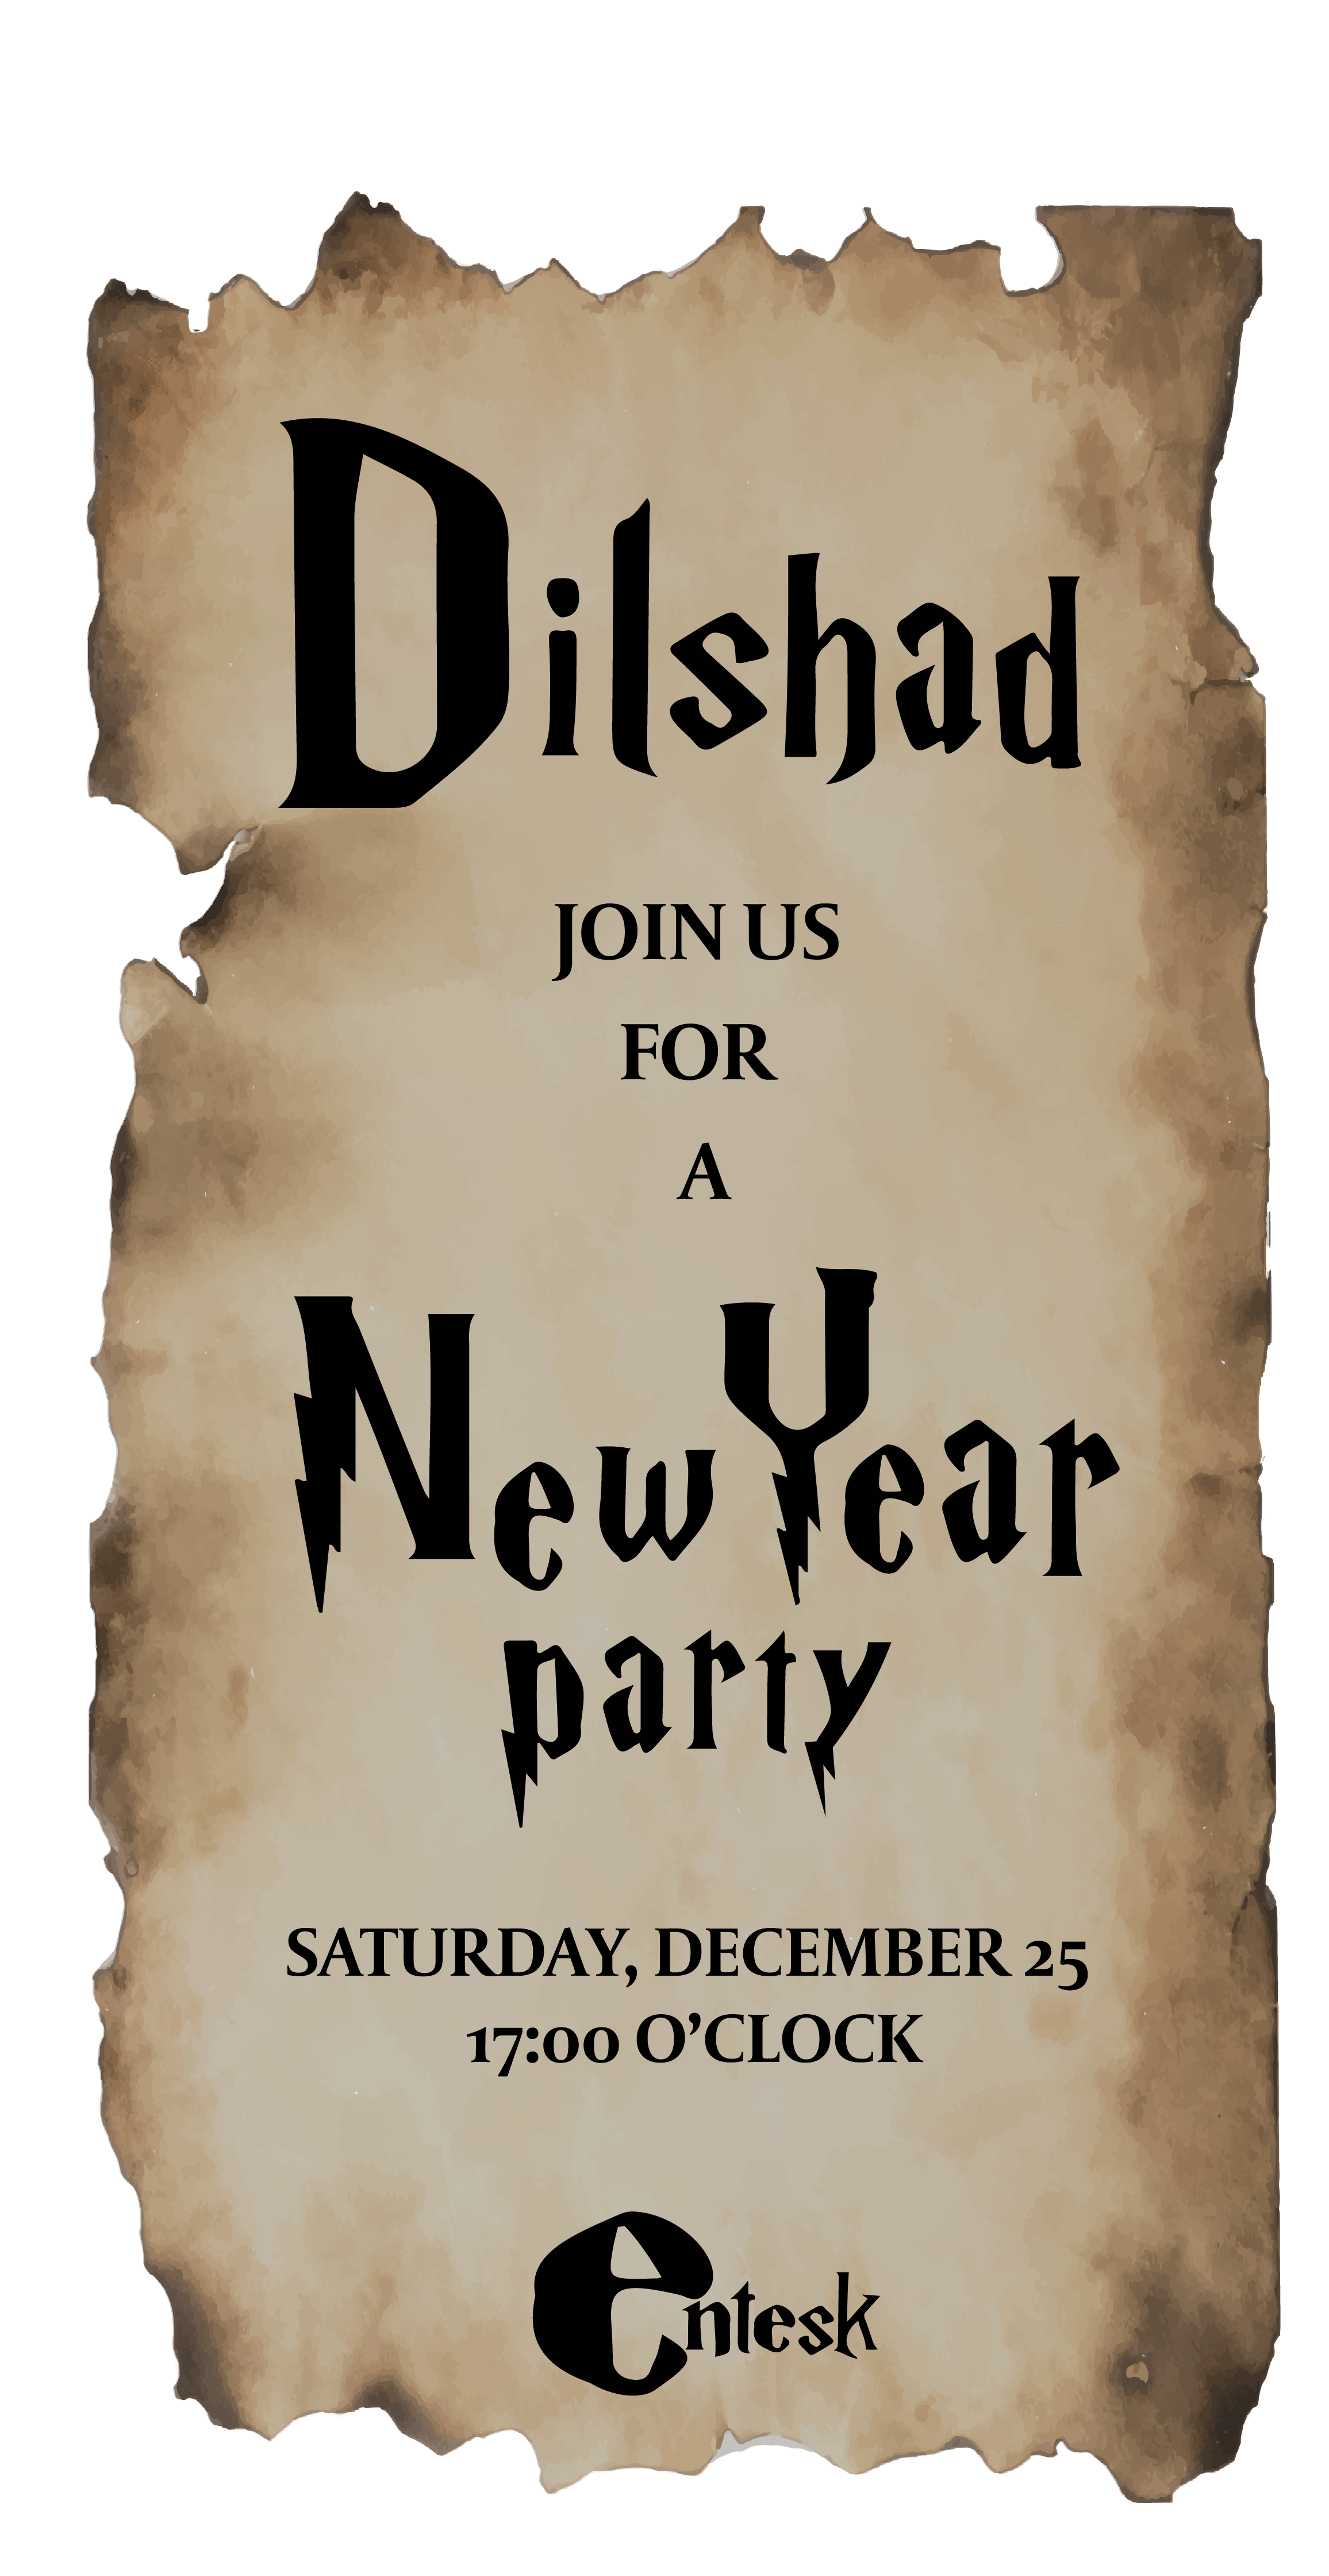 Dilshad
JOIN US
FOR
A
New Year
party
SATURDAY, DECEMBER 25
17:00 O’CLOCK
entesk